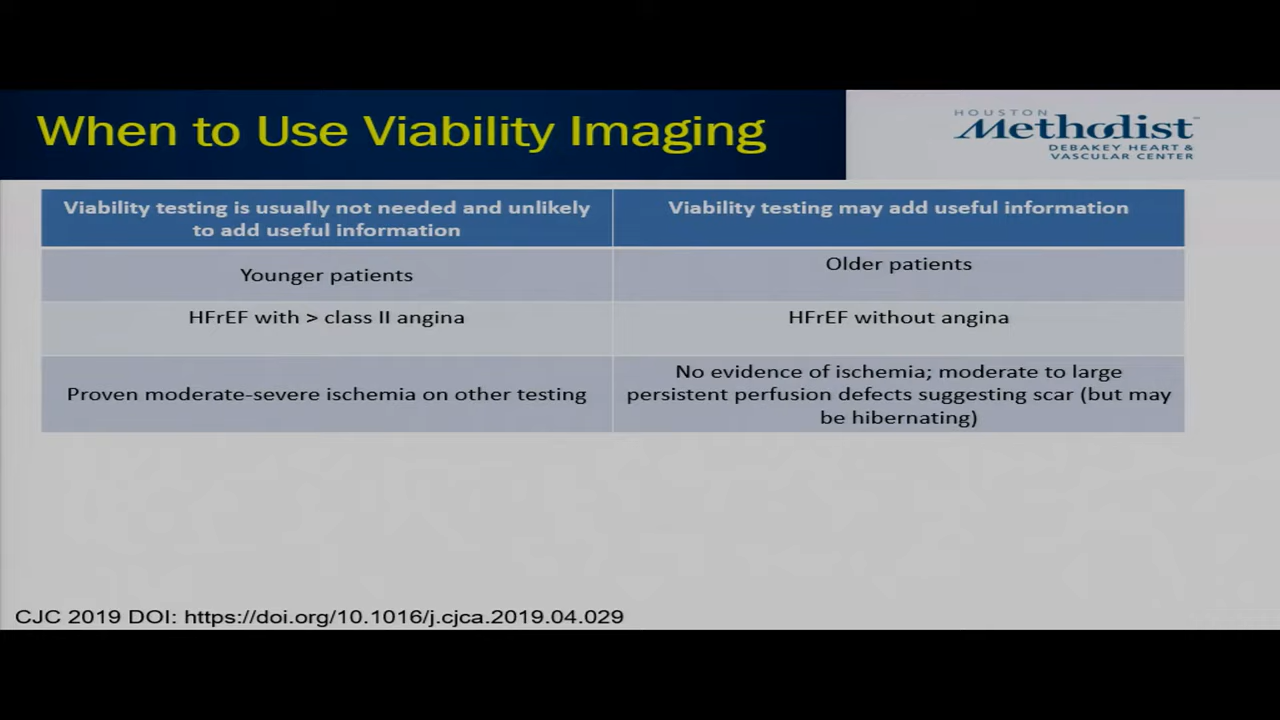 When to Use Viability Imaging
HOUSTON
Methodist™
DEBAKEY HEART &
VASCULAR CENTER
Viability testing is usually not needed and unlikely
to add useful information
Viability testing may add useful information
Younger patients
Older patients
HFrEF with > class II angina
HFrEF without angina
Proven moderate-severe ischemia on other testing
No evidence of ischemia; moderate to large
persistent perfusion defects suggesting scar (but may
be hibernating)
CJC 2019 DOI: https://doi.org/10.1016/j.cjca.2019.04.029